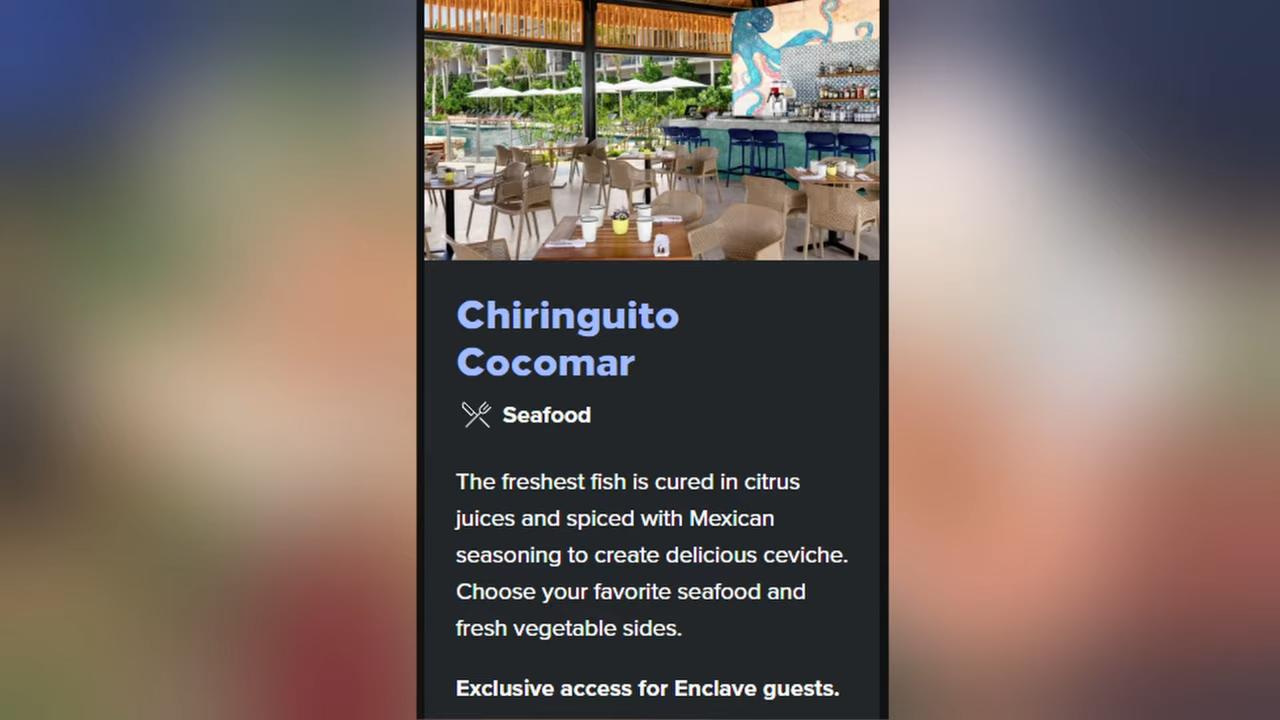 Chiringuito
Cocomar
Seafood
The freshest fish is cured in citrus
juices and spiced with Mexican
seasoning to create delicious ceviche.
Choose your favorite seafood and
fresh vegetable sides.
Exclusive access for Enclave guests.